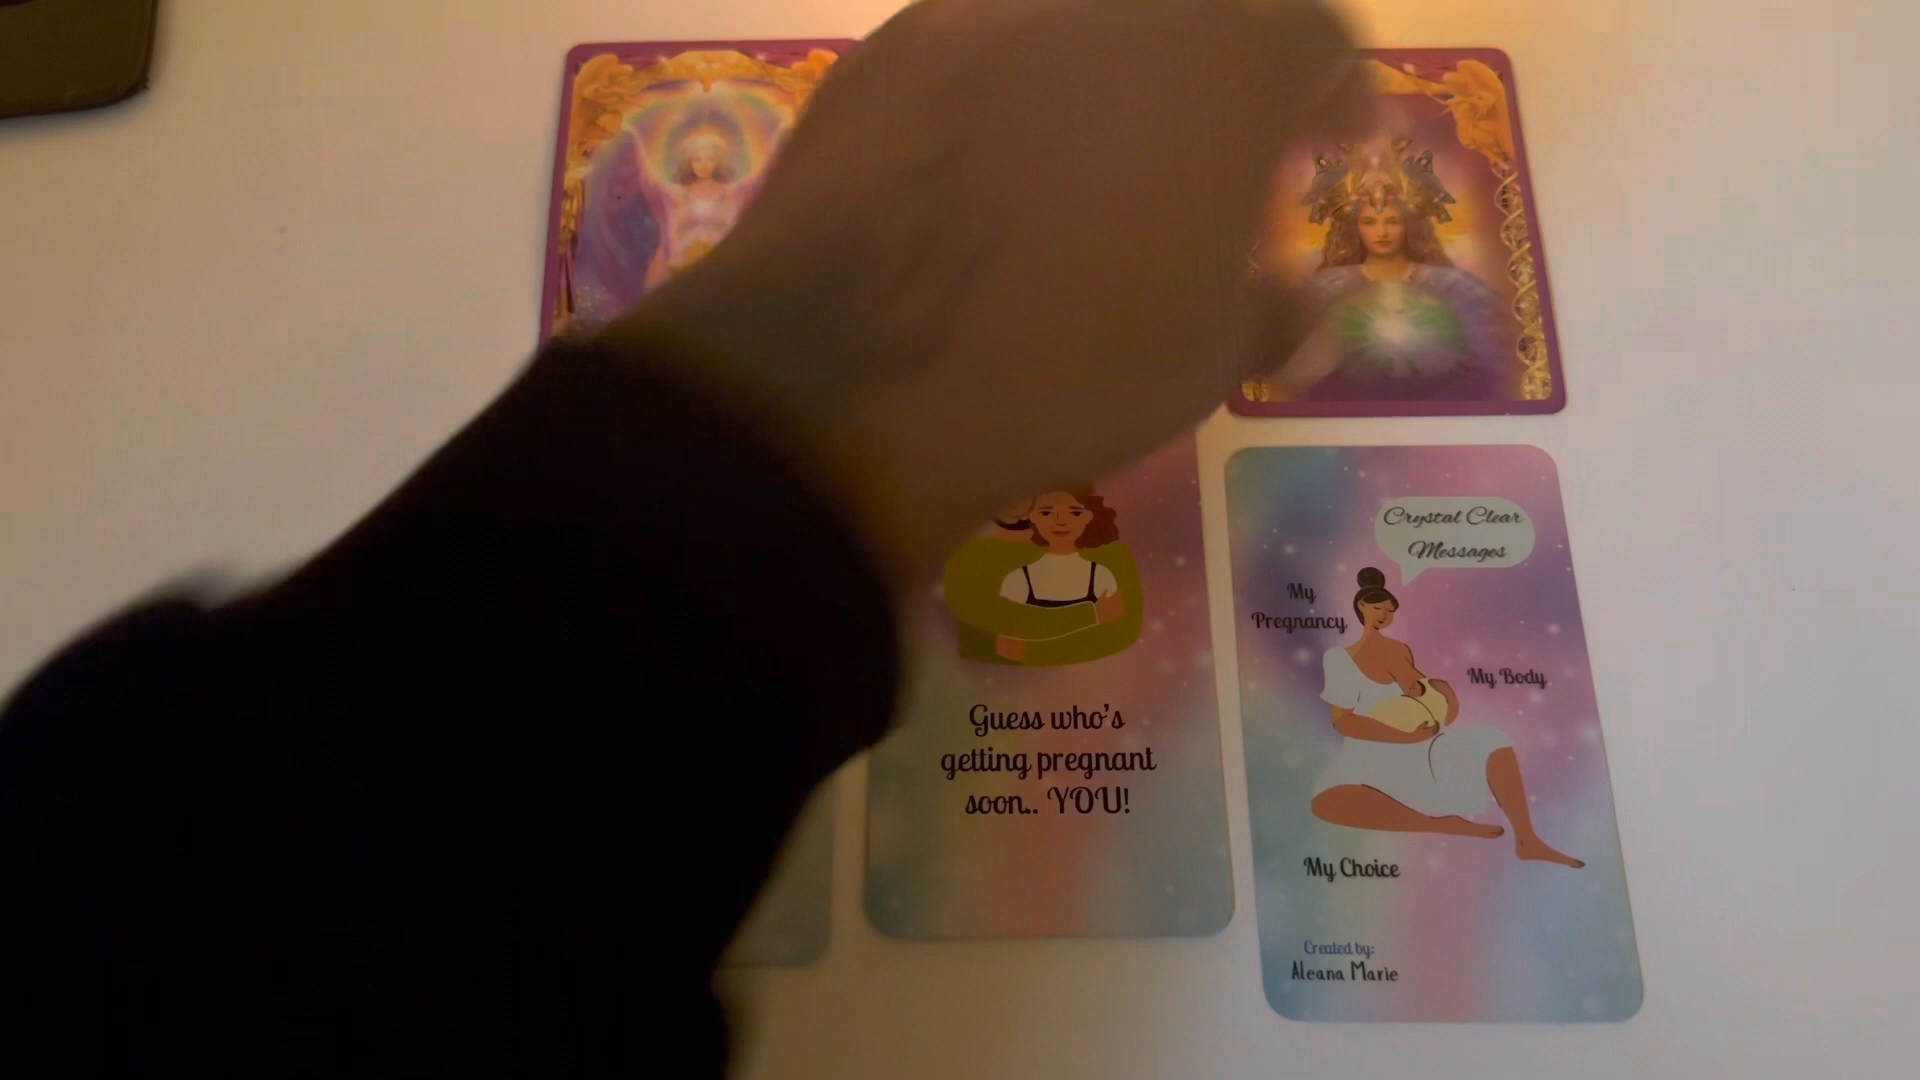 Guess who's
getting pregnant
soon.. YOU!
Crystal Clear
Messages
My
Pregnancy
My Body
My Choice
Created by:
Aleana Marie